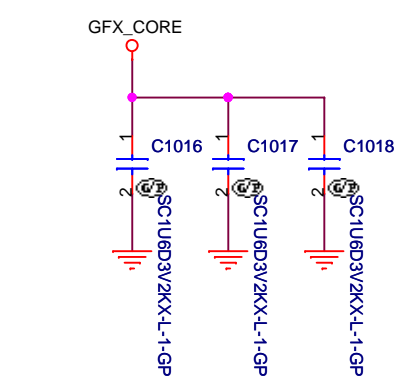 GFX_CORE
1
C1016
2
G/P
SC1U6D3V2KX-L-1-GP
1
C1017
2
G/P
SC1U6D3V2KX-L-1-GP
1
C1018
2
G/P
SC1U6D3V2KX-L-1-GP